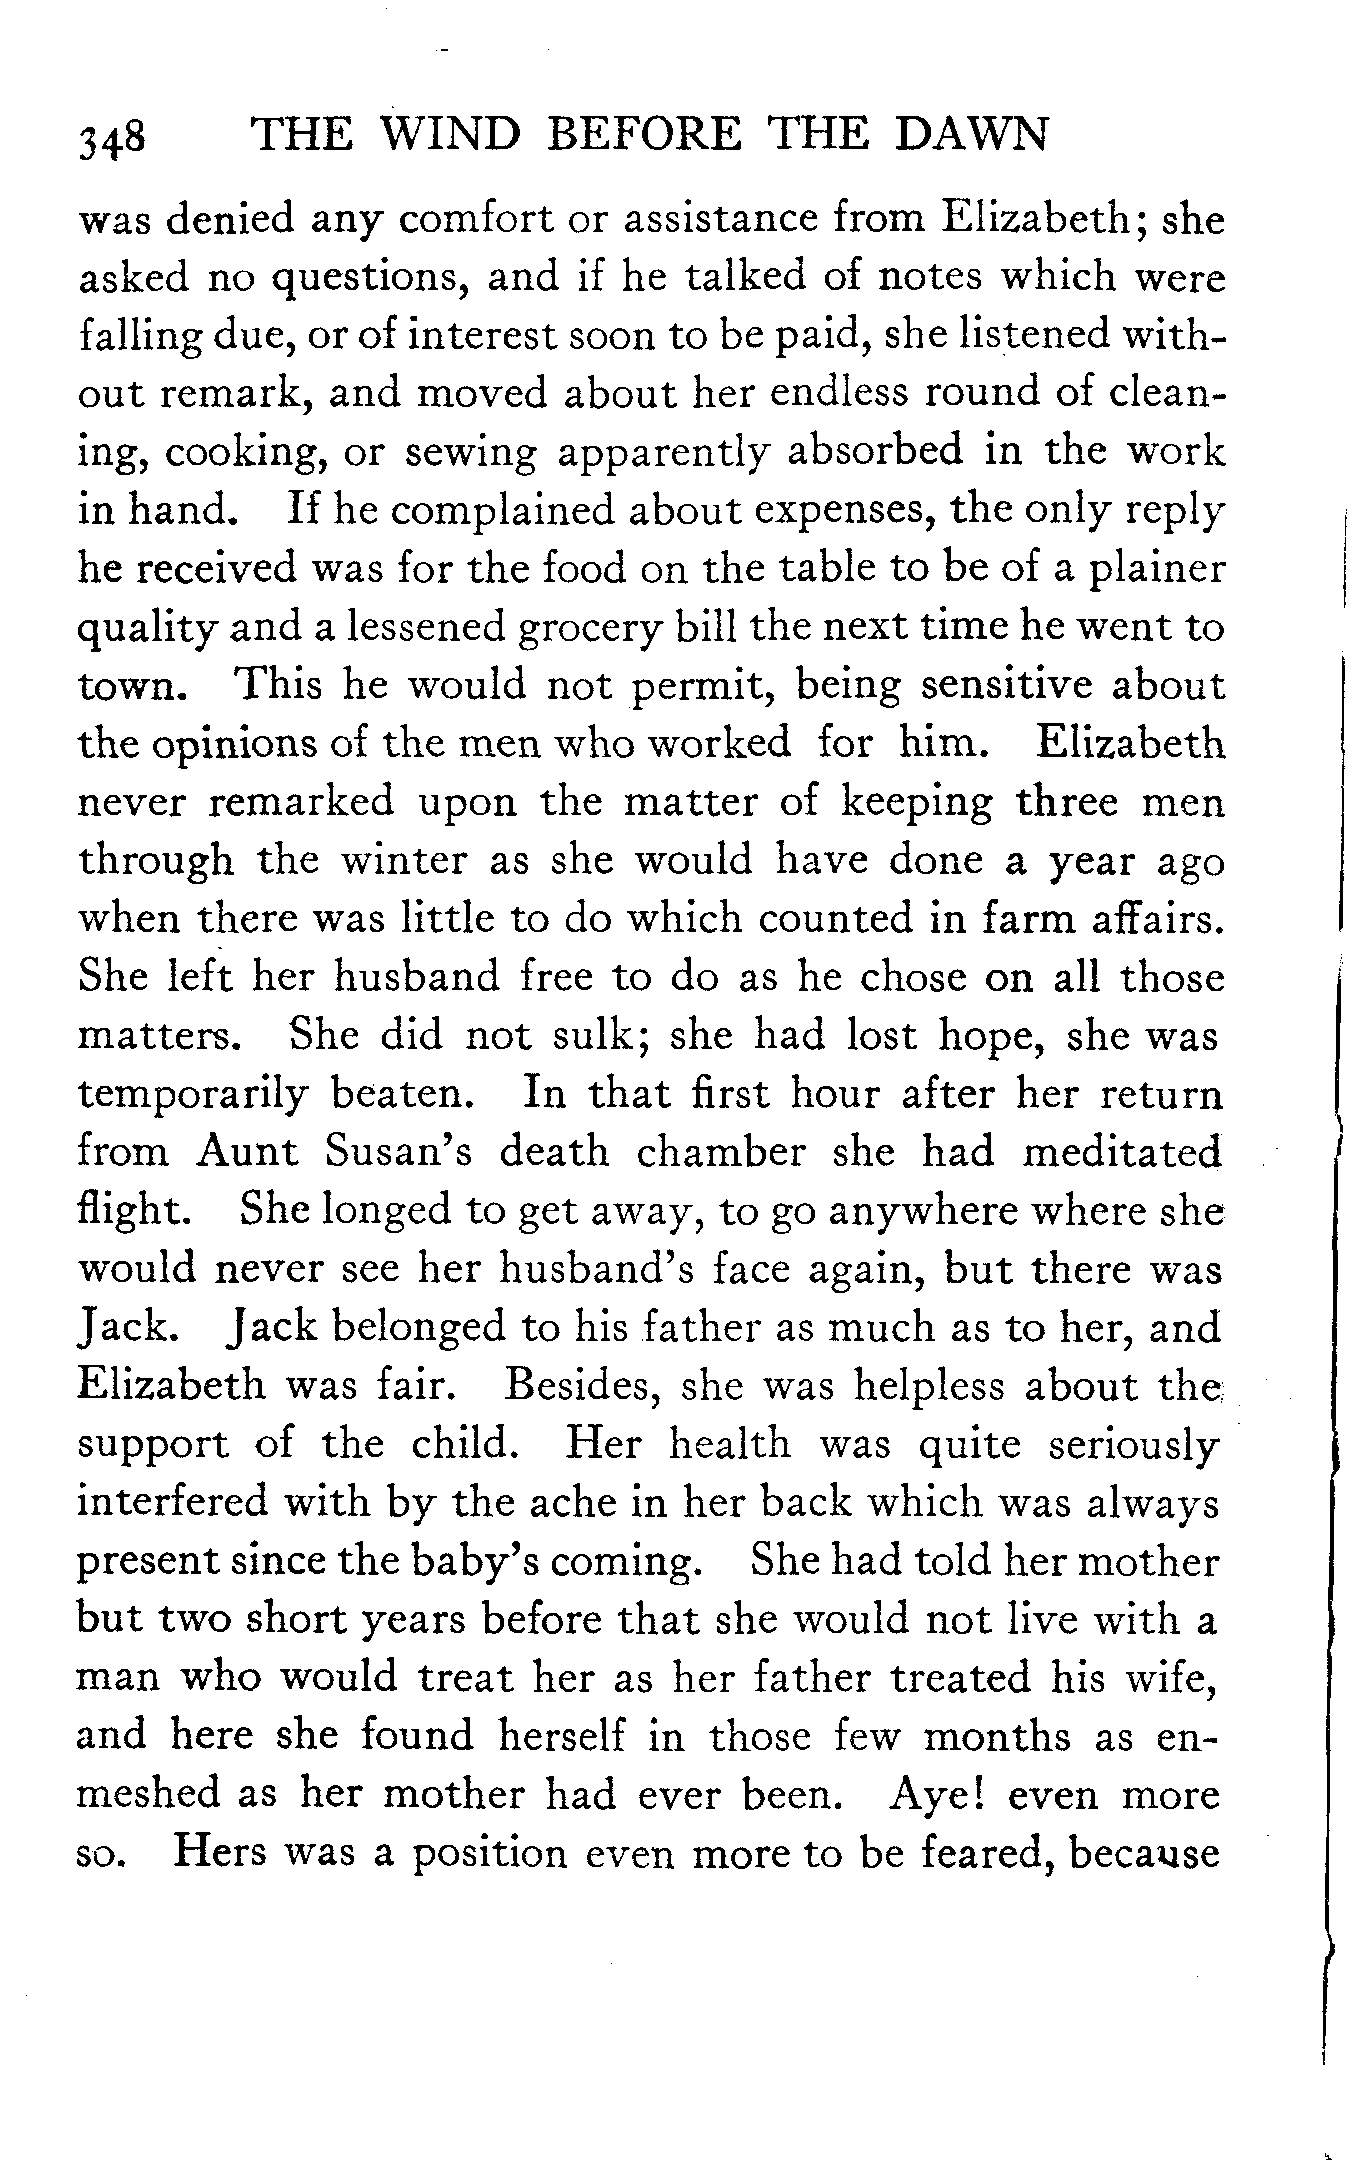 348 THE WIND BEFORE THE DAWN
was denied any comfort or assistance from Elizabeth; she
asked no questions, and if he talked of notes which were
falling due, or of interest soon to be paid, she listened with-
out remark, and moved about her endless round of clean-
ing, cooking, or sewing apparently absorbed in the work
in hand. If he complained about expenses, the only reply
he received was for the food on the table to be of a plainer
quality and a lessened grocery bill the next time he went to
town. This he would not permit, being sensitive about
the opinions of the men who worked for him. Elizabeth
never remarked upon the matter of keeping three men
through the winter as she would have done a year ago
when there was little to do which counted in farm affairs.
She left her husband free to do as he chose on all those
matters. She did not sulk; she had lost hope, she was
temporarily beaten. In that first hour after her return
from Aunt Susan's death chamber she had meditated
flight. She longed to get away, to go anywhere where she
would never see her husband's face again, but there was
Jack. Jack belonged to his father as much as to her, and
Elizabeth was fair. Besides, she was helpless about the
support of the child. Her health was quite seriously
interfered with by the ache in her back which was always
present since the baby's coming. She had told her mother
but two short years before that she would not live with a
man who would treat her as her father treated his wife,
and here she found herself in those few months as en-
meshed as her mother had ever been. Aye! even more
so. Hers was a position even more to be feared, because